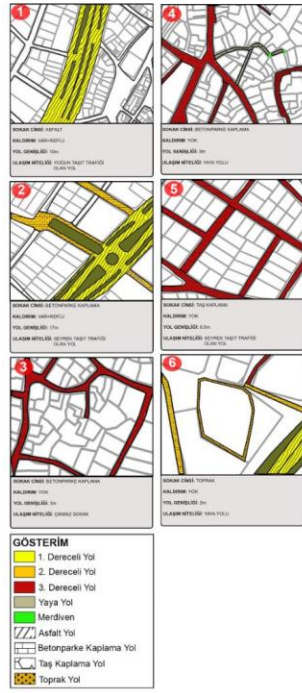 1
SOKAK CİNSİ: ASFALT
KALDIRIM: VAR+REFÜJ
YOL GENİŞLİĞİ: 10m
ULAŞIM NİTELİĞİ: YOĞUN TAŞIT TRAFİĞİ
OLAN YOL
2
SOKAK CİNSİ: BETONPARKE KAPLAMA
KALDIRIM: VAR+REFÜJ
YOL GENİŞLİĞİ: 17m
ULAŞIM NİTELİĞİ: SEYREK TAŞIT TRAFİĞİ
OLAN YOL
3
SOKAK CİNSİ: BETONPARKE KAPLAMA
KALDIRIM: YOK
YOL GENİŞLİĞİ:
ULAŞIM NİTELİĞİ: ÇIKMAZ SOKAK
4
SOKAK CİNSİ: BETONPARKE KAPLAMA
KALDIRIM: YOK
YOL GENİŞLİĞİ: 3m
ULAŞIM NİTELİĞİ: YAYA YOLU
5
SOKAK CİNSİ: TAŞ KAPLAMA
KALDIRIM: YOK
YOL GENİŞLİĞİ:
ULAŞIM NİTELİĞİ: SEYREK TAŞIT TRAFİĞİ
OLAN YOL
6
SOKAK CİNSİ: TOPRAK
KALDIRIM: YOK
YOL GENİŞLİĞİ: 2m
ULAŞIM NİTELİĞİ: YAYA YOLU
GÖSTERİM
1. Dereceli Yol
2. Dereceli Yol
3. Dereceli Yol
Yaya Yol
Merdiven
Asfalt Yol
Betonparke Kaplama Yol
Taş Kaplama Yol
Toprak Yol